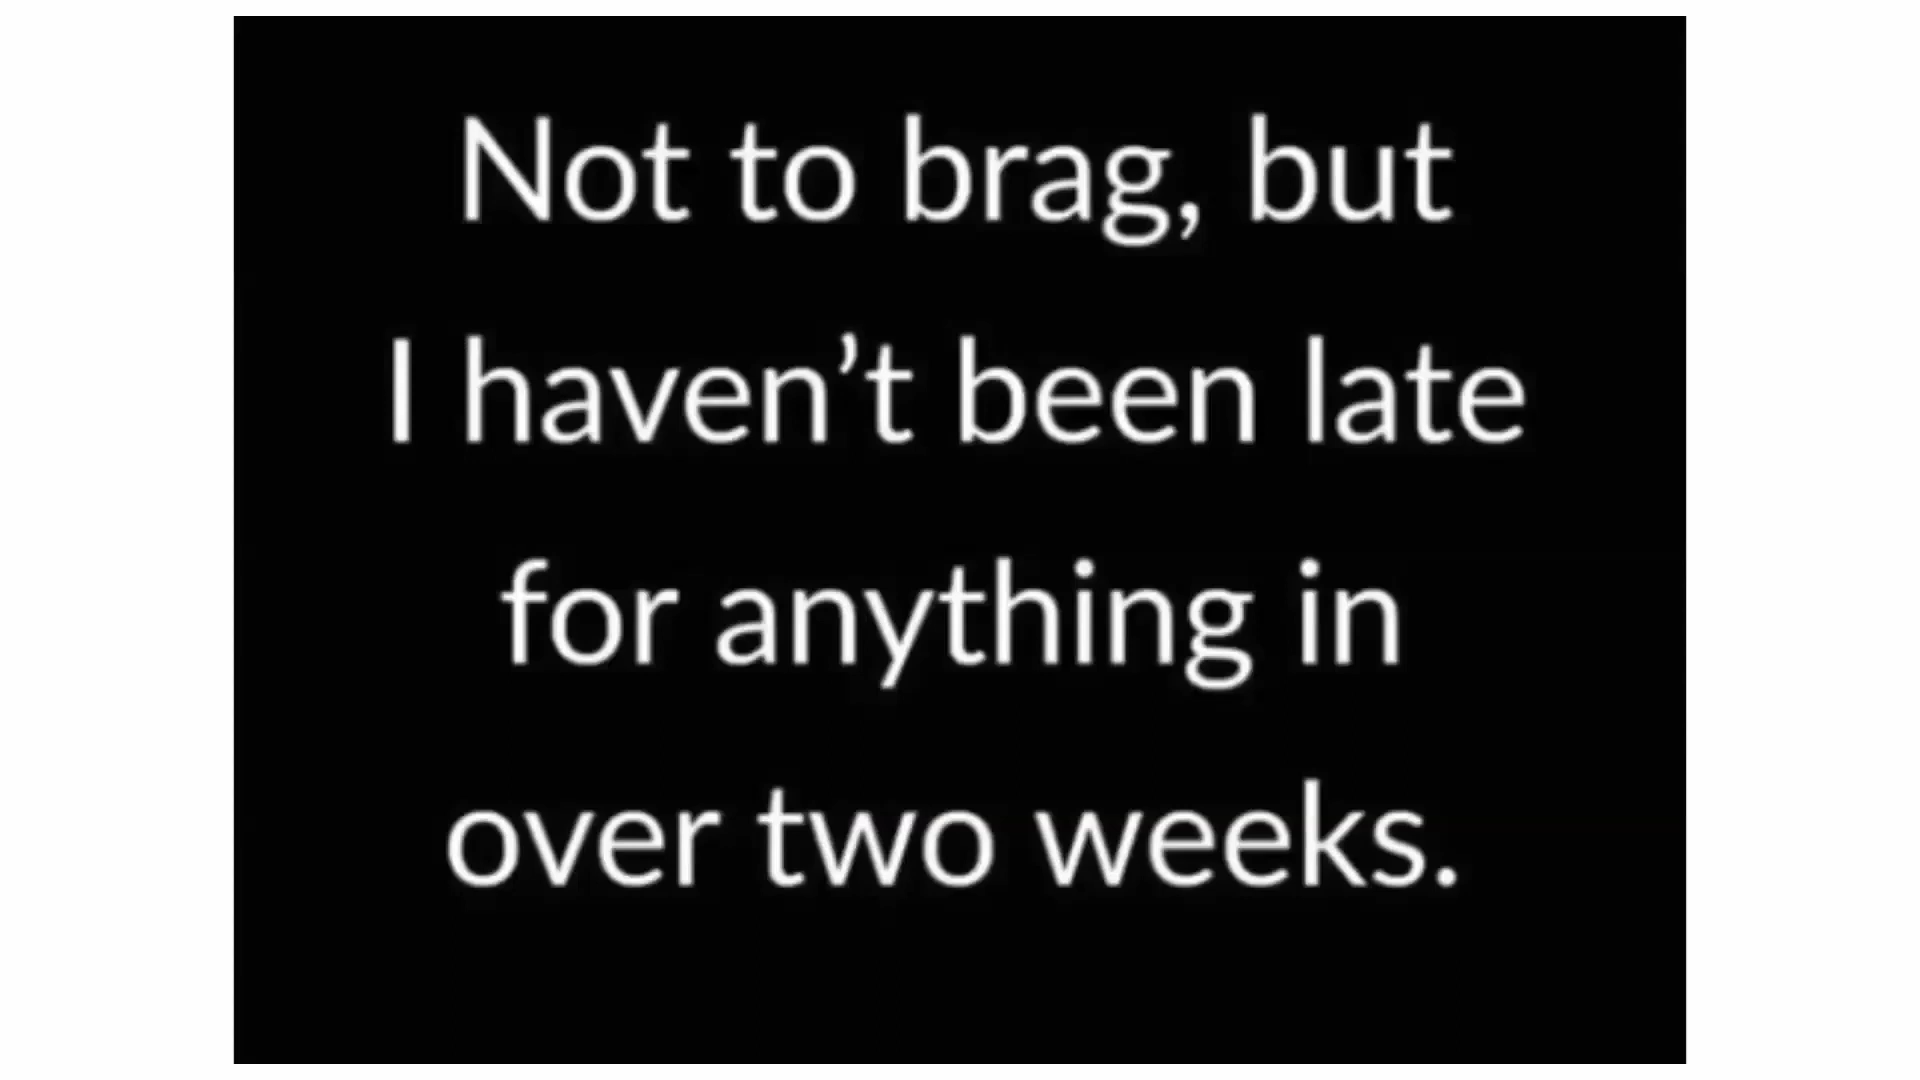 Not to brag, but
I haven’t been late
for anything in
over two weeks.